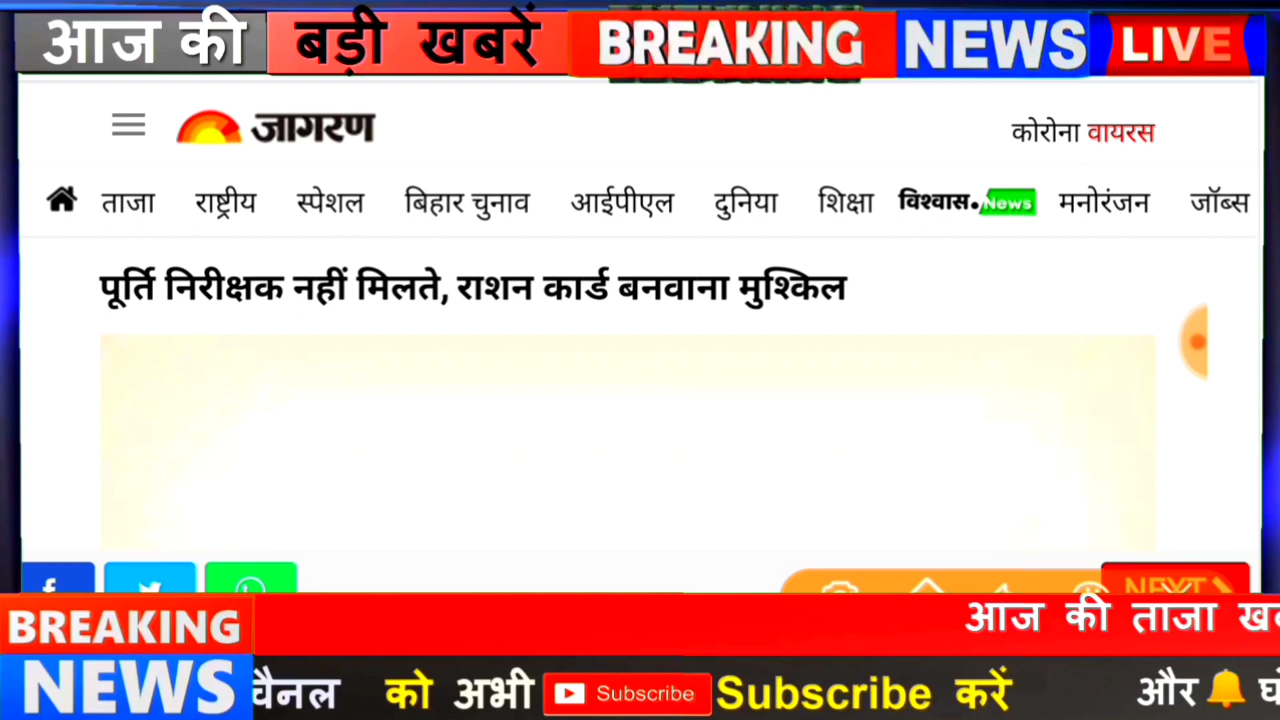 आज की बड़ी खबरें BREAKING NEWS LIVE
जागरण कोरोना वायरस
ताजा राष्ट्रीय स्पेशल बिहार चुनाव आईपीएल दुनिया शिक्षा विश्वास.News मनोरंजन जॉब्स
पूर्ति निरीक्षक नहीं मिलते, राशन कार्ड बनवाना मुश्किल
NEXT
BREAKING NEWS
आज की ताजा
को अभी Subscribe Subscribe करें और